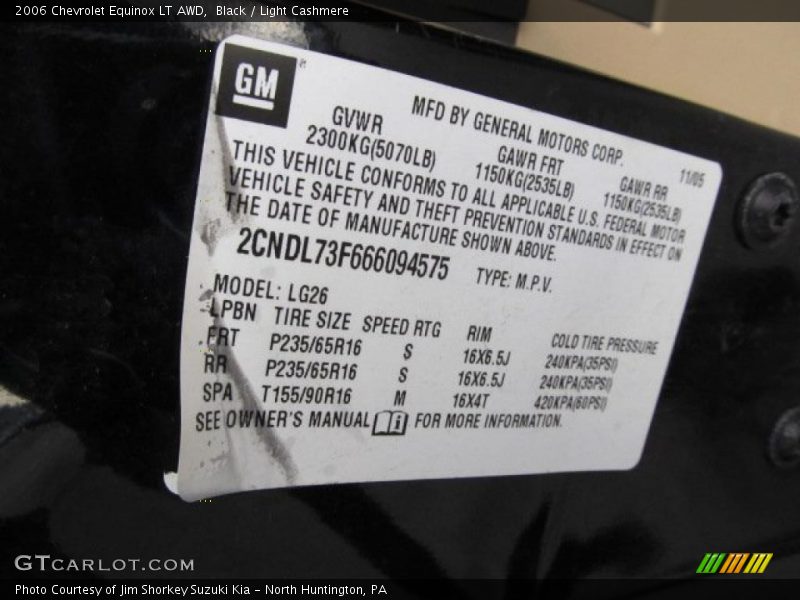 2006 Chevrolet Equinox LT AWD,  Black / Light Cashmere
GM
MFD BY GENERAL MOTORS CORP.
11/05
GVWR GAWR FRT GAWR RR
2300KG(5070LB) 1150KG(2535LB) 1150KG(2535LB)
THIS VEHICLE CONFORMS TO ALL APPLICABLE U.S. FEDERAL MOTOR
VEHICLE SAFETY AND THEFT PREVENTION STANDARDS IN EFFECT ON
THE DATE OF MANUFACTURE SHOWN ABOVE.
2CNDL73F666094575 TYPE: M.P.V.
MODEL: LG26
LPBN TIRE SIZE SPEED RTG RIM COLD TIRE PRESSURE
FRT P235/65R16 S 16X6.5J 240KPA(35PSI)
RR P235/65R16 S 16X6.5J 240KPA(35PSI)
SPA T155/90R16 M 16X4T 420KPA(60PSI)
SEE OWNER'S MANUAL i FOR MORE INFORMATION.
GTCARLOT.COM
Photo Courtesy of Jim Shorkey Suzuki Kia - North Huntington, PA